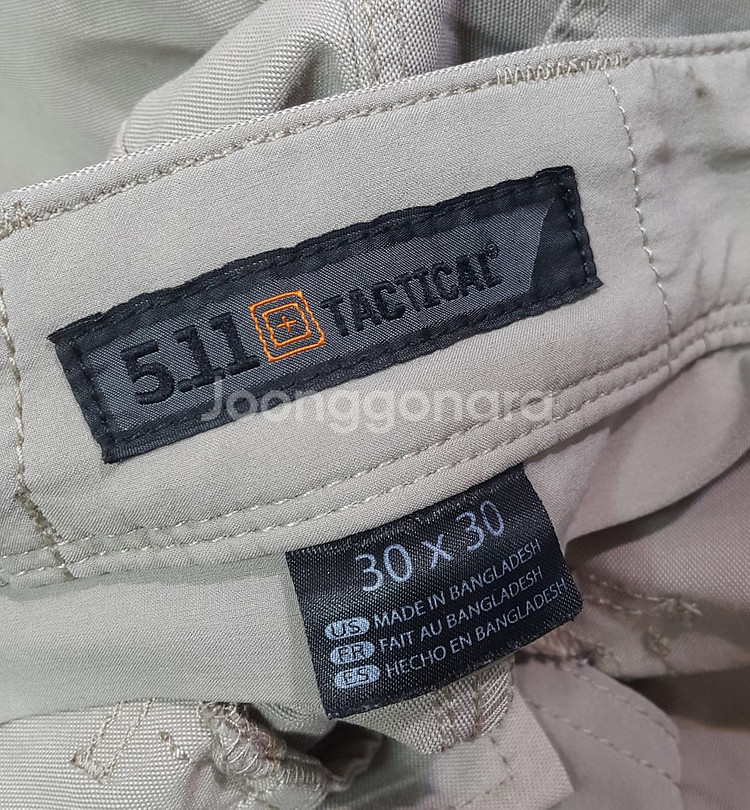 5.11 TACTICAL®
Joonggonara
30 x 30
US MADE IN BANGLADESH
FR FAIT AU BANGLADESH
ES HECHO EN BANGLADESH